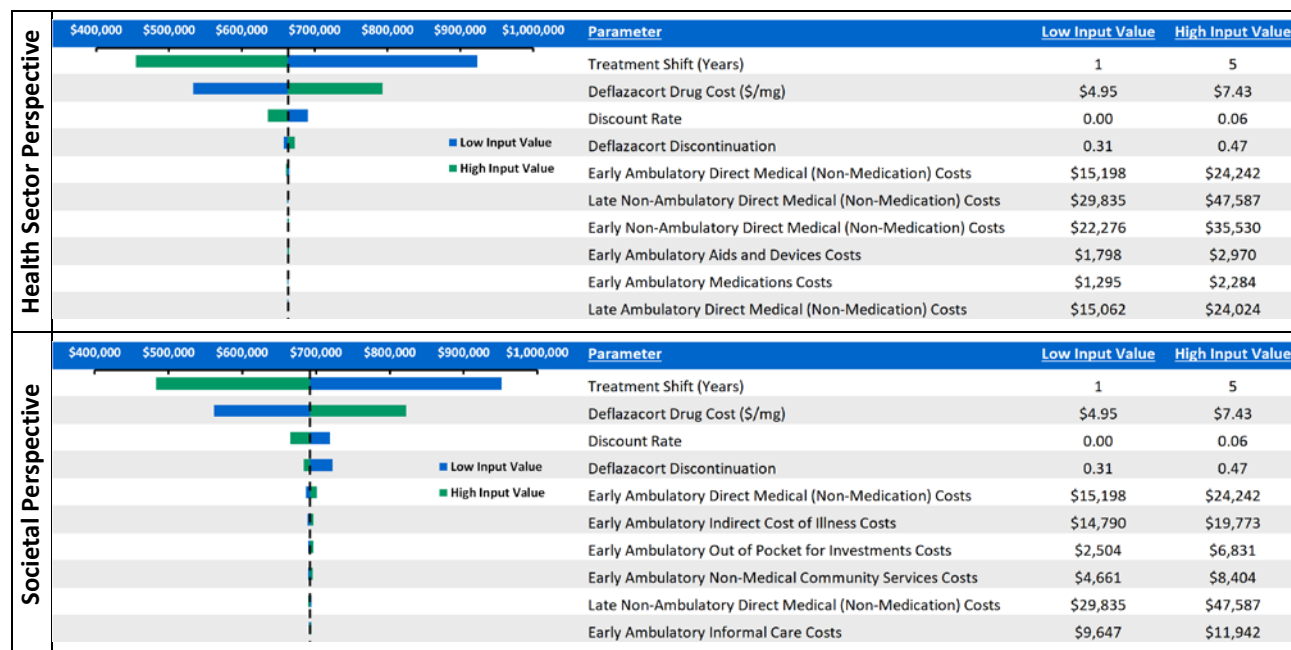 Health Sector Perspective
$400,000 $500,000 $600,000 $700,000 $800,000 $900,000 $1,000,000 Parameter Low Input Value High Input Value
Treatment Shift (Years) 1 5
Deflazacort Drug Cost ($/mg) $4.95 $7.43
Discount Rate 0.00 0.06
Low Input Value Deflazacort Discontinuation 0.31 0.47
High Input Value Early Ambulatory Direct Medical (Non-Medication) Costs $15,198 $24,242
Late Non-Ambulatory Direct Medical (Non-Medication) Costs $29,835 $47,587
Early Non-Ambulatory Direct Medical (Non-Medication) Costs $22,276 $35,530
Early Ambulatory Aids and Devices Costs $1,798 $2,970
Early Ambulatory Medications Costs $1,295 $2,284
Late Ambulatory Direct Medical (Non-Medication) Costs $15,062 $24,024
Societal Perspective
$400,000 $500,000 $600,000 $700,000 $800,000 $900,000 $1,000,000 Parameter Low Input Value High Input Value
Treatment Shift (Years) 1 5
Deflazacort Drug Cost ($/mg) $4.95 $7.43
Discount Rate 0.00 0.06
Low Input Value Deflazacort Discontinuation 0.31 0.47
High Input Value Early Ambulatory Direct Medical (Non-Medication) Costs $15,198 $24,242
Early Ambulatory Indirect Cost of Illness Costs $14,790 $19,773
Early Ambulatory Out of Pocket for Investments Costs $2,504 $6,831
Early Ambulatory Non-Medical Community Services Costs $4,661 $8,404
Late Non-Ambulatory Direct Medical (Non-Medication) Costs $29,835 $47,587
Early Ambulatory Informal Care Costs $9,647 $11,942